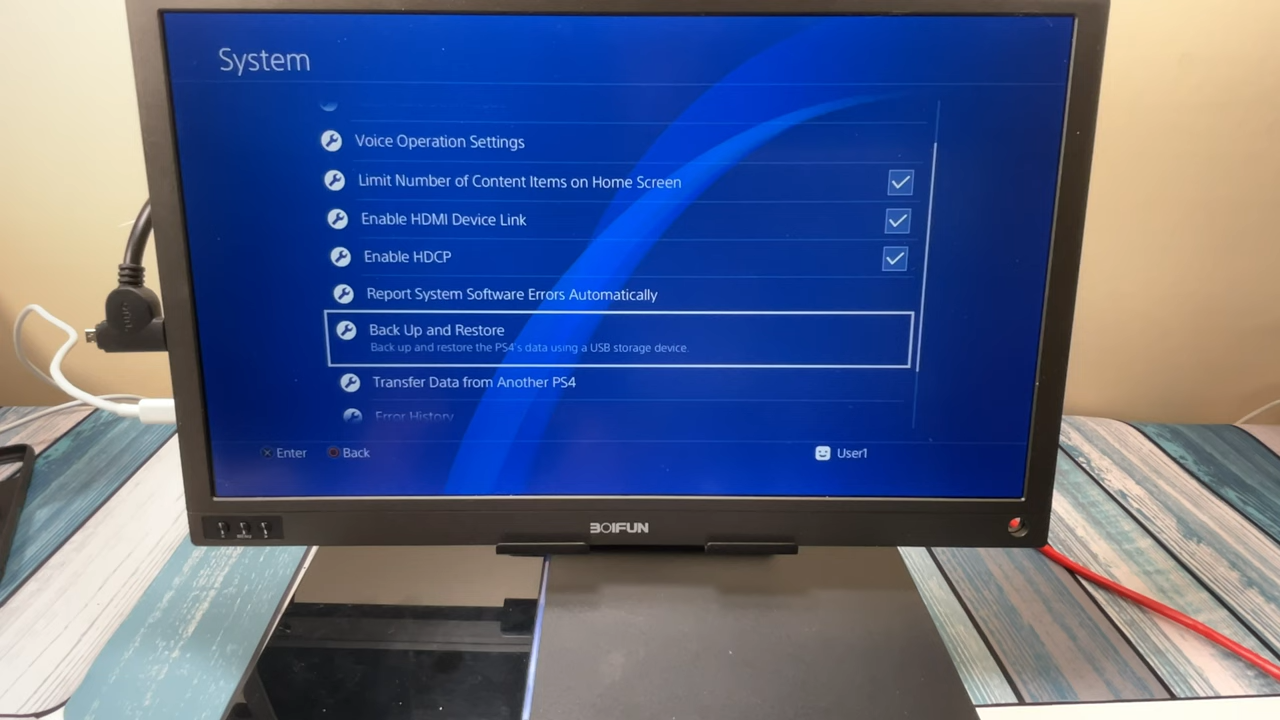 System
Voice Operation Settings
Limit Number of Content Items on Home Screen
Enable HDMI Device Link
Enable HDCP
Report System Software Errors Automatically
Back Up and Restore
Back up and restore the PS4's data using a USB storage device.
Transfer Data from Another PS4
Error History
Enter
Back
User1
BOIFUN